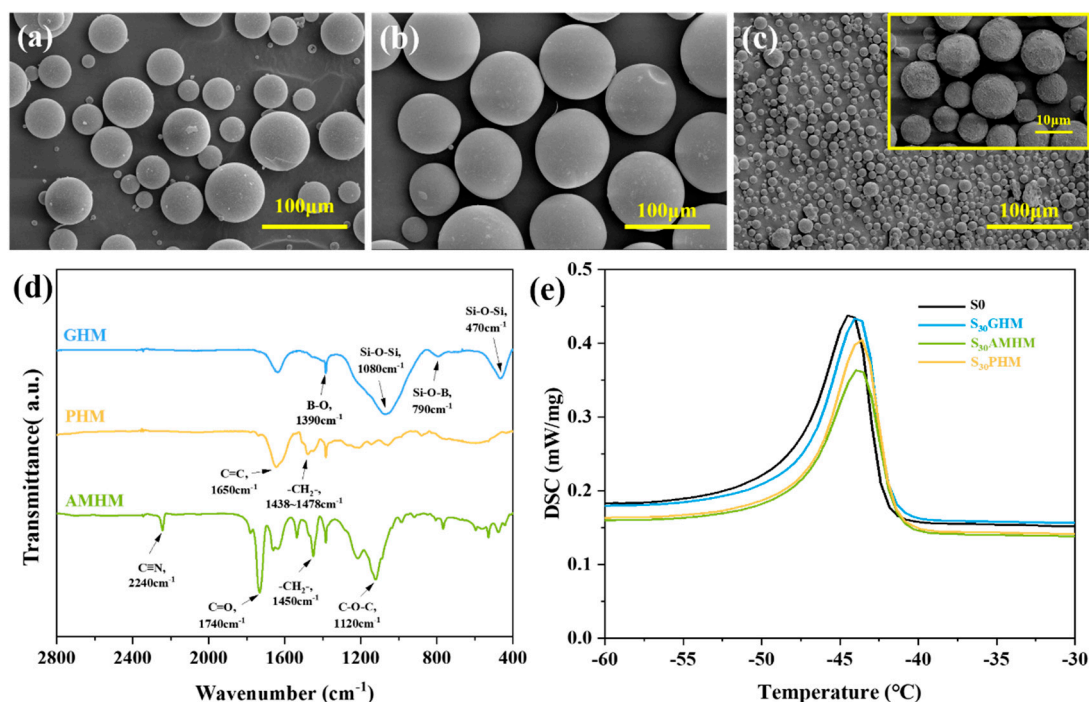 (a)
100μm
(b)
100μm
(c)
10μm
100μm
(d)
GHM
Si-O-Si,
470cm⁻¹
Si-O-Si,
1080cm⁻¹
Si-O-B,
790cm⁻¹
B-O,
1390cm⁻¹
PHM
C=C,
1650cm⁻¹
-CH₂-,
1438~1478cm⁻¹
AMHM
C≡N,
2240cm⁻¹
C=O,
1740cm⁻¹
-CH₂-,
1450cm⁻¹
C-O-C,
1120cm⁻¹
Transmittance( a.u.)
2800 2400 2000 1600 1200 800 400
Wavenumber (cm⁻¹)
(e)
S0
S₃₀GHM
S₃₀AMHM
S₃₀PHM
DSC (mW/mg)
0.5
0.4
0.3
0.2
0.1
0.0
-60 -55 -50 -45 -40 -35 -30
Temperature (℃)